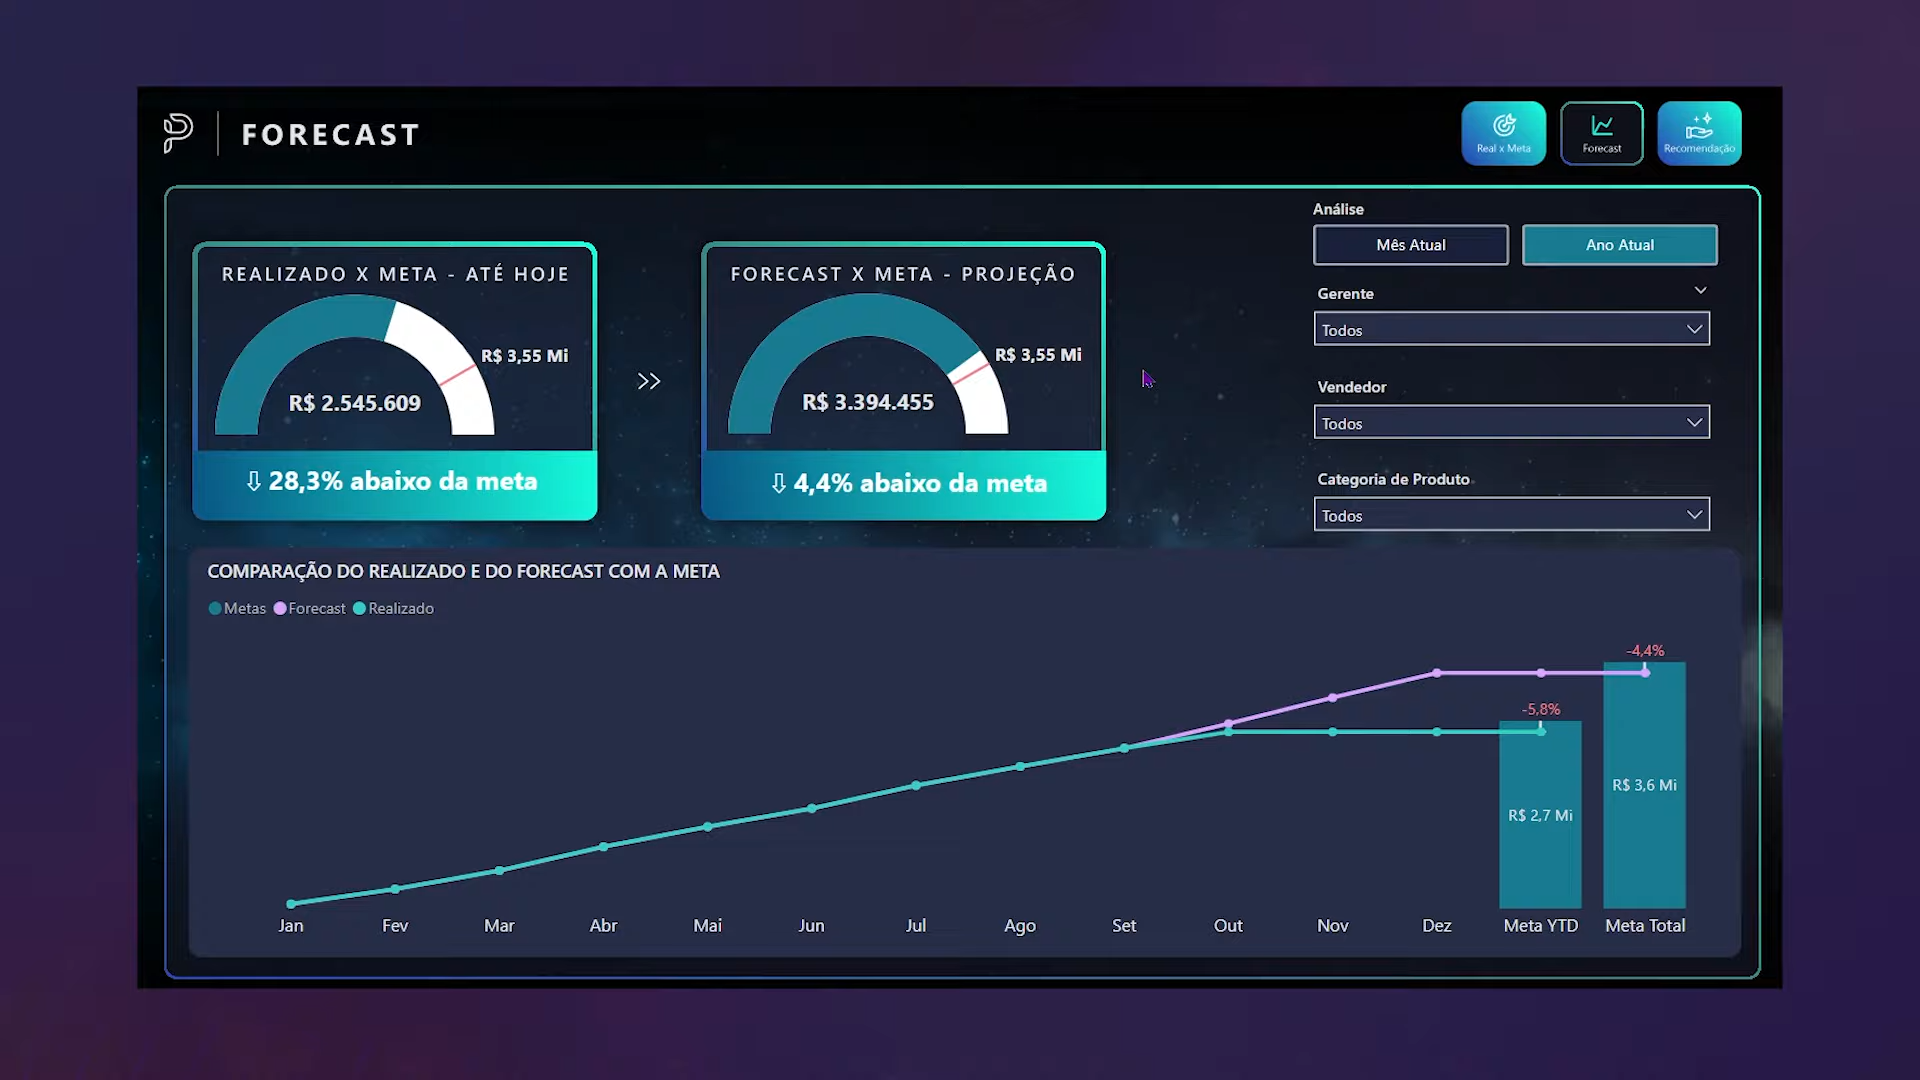 FORECAST
Real x Meta
Forecast
Recomendação
Análise
Mês Atual
Ano Atual
Gerente
Todos
Vendedor
Todos
Categoria de Produto
Todos
REALIZADO X META - ATÉ HOJE
R$ 3,55 Mi
R$ 2.545.609
⇩ 28,3% abaixo da meta
>>
FORECAST X META - PROJEÇÃO
R$ 3,55 Mi
R$ 3.394.455
⇩ 4,4% abaixo da meta
COMPARAÇÃO DO REALIZADO E DO FORECAST COM A META
Metas Forecast Realizado
-4,4%
-5,8%
R$ 3,6 Mi
R$ 2,7 Mi
Jan Fev Mar Abr Mai Jun Jul Ago Set Out Nov Dez Meta YTD Meta Total